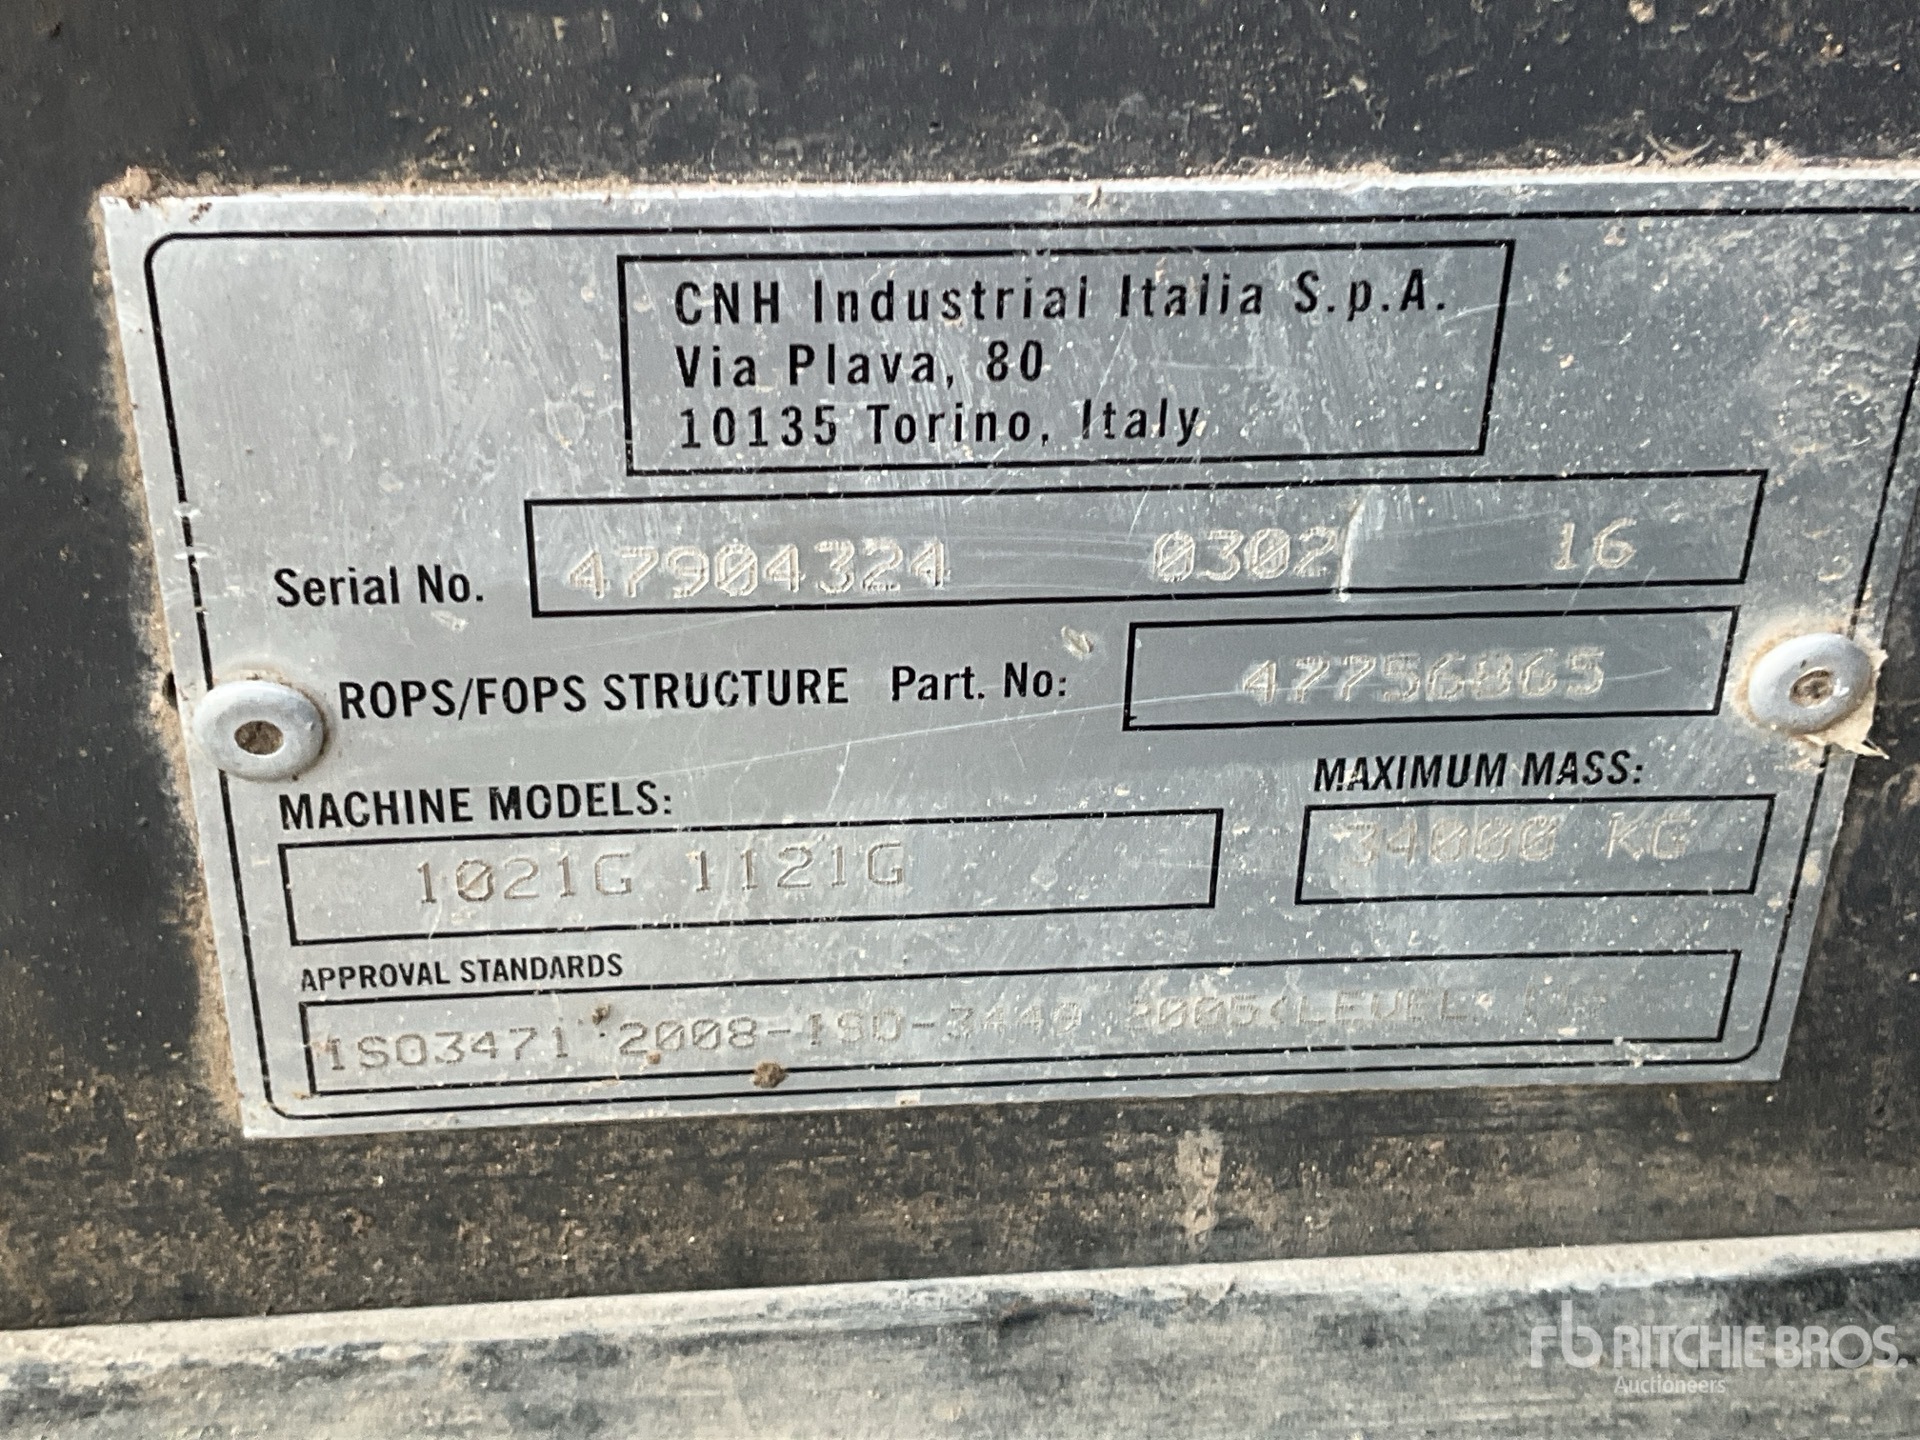 CNH Industrial Italia S.p.A.
Via Plava, 80
10135 Torino, Italy
Serial No. 47904324 0302 16
ROPS/FOPS STRUCTURE Part. No: 47756865
MACHINE MODELS:
1021G 1121G
MAXIMUM MASS:
34000 KG
APPROVAL STANDARDS
ISO3471 2008-ISO-3449 2005(LEVEL
rb RITCHIE BROS.
Auctioneers